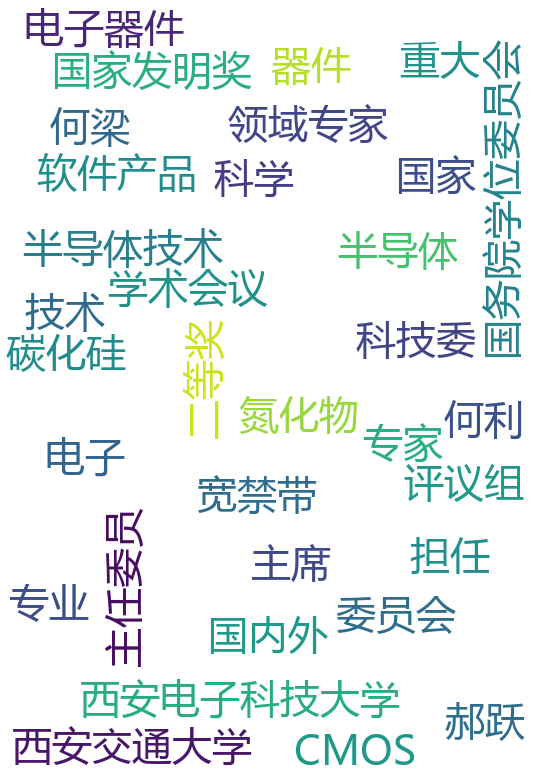 电子器件
国家发明奖
器件
重大
国务院学位委员会
何梁
领域专家
软件产品
科学
国家
半导体技术
半导体
学术会议
技术
科技委
碳化硅
二等奖
氮化物
何利
专家
电子
评议组
宽禁带
主任委员
主席
担任
专业
委员会
国内外
西安电子科技大学
郝跃
西安交通大学
CMOS